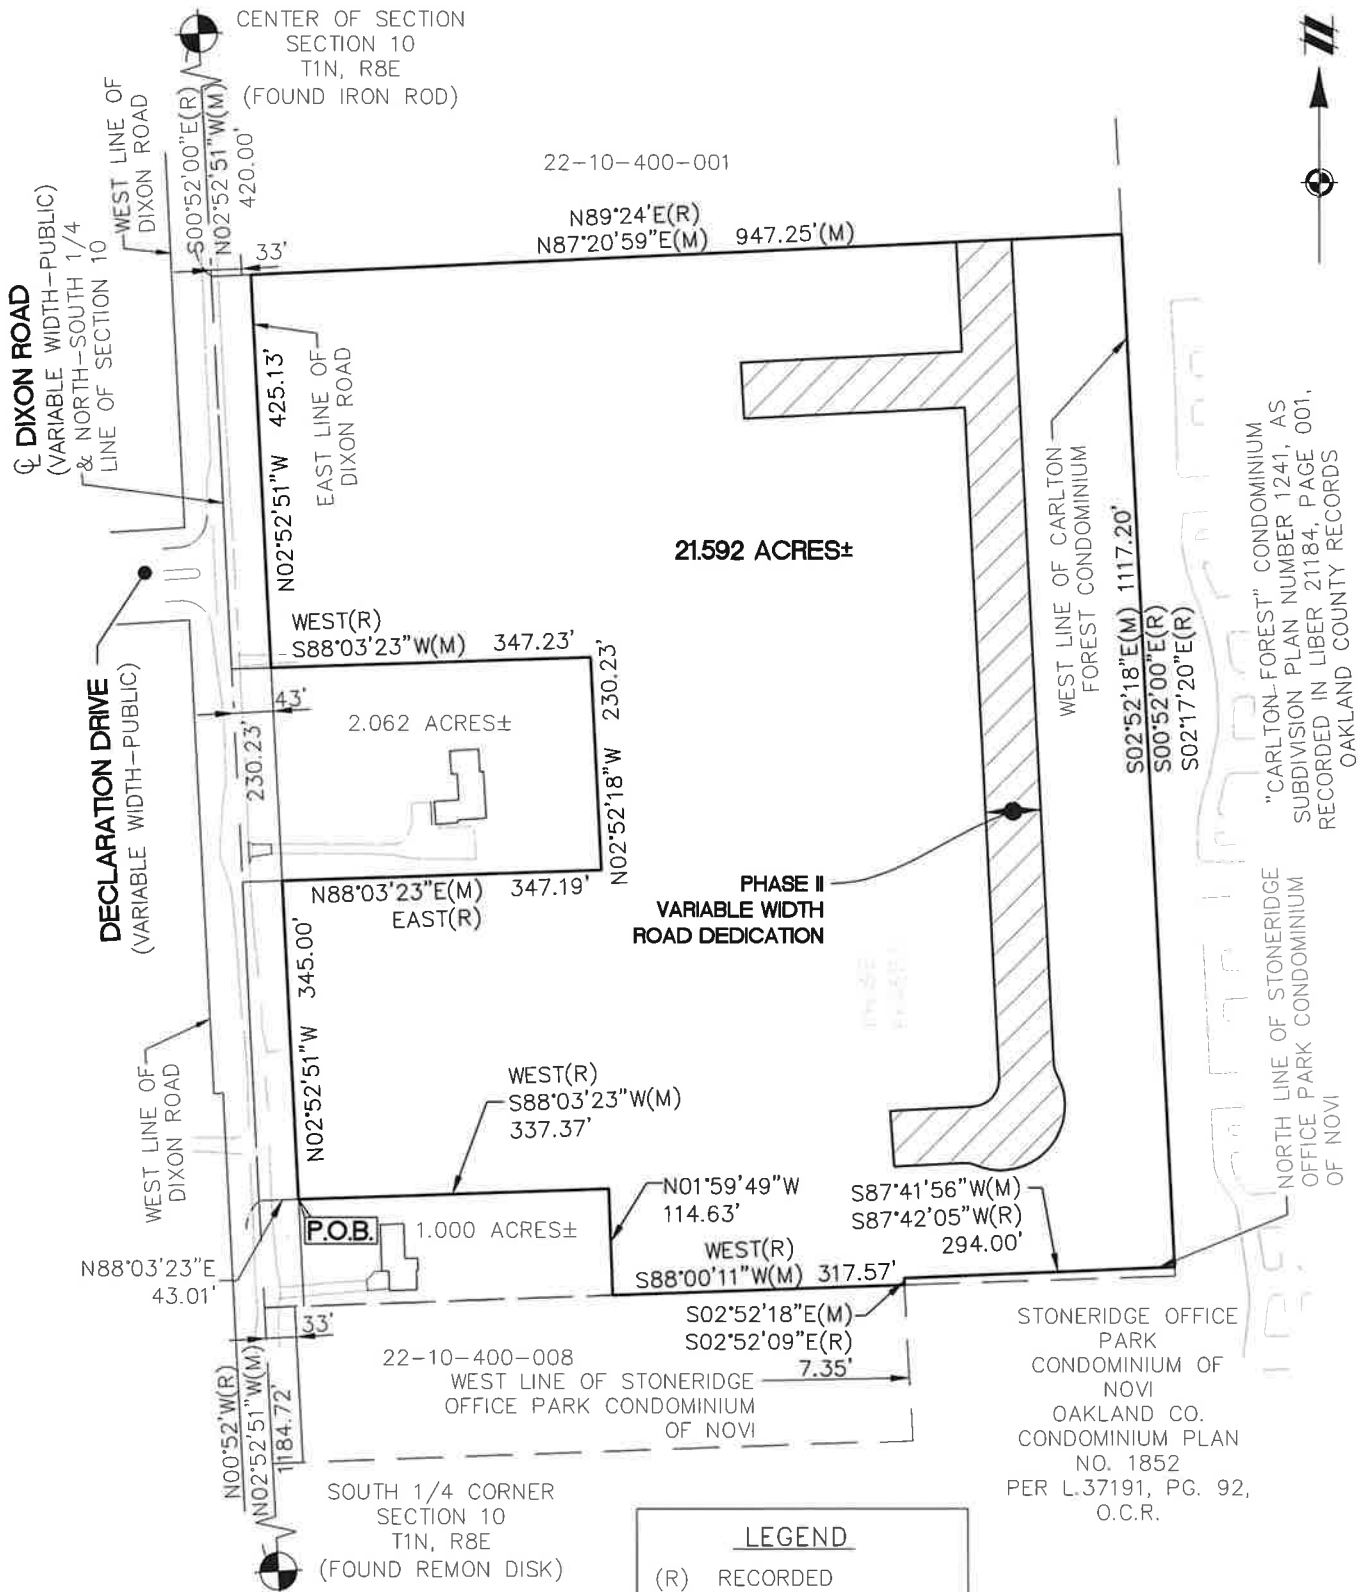 CENTER OF SECTION
SECTION 10
T1N, R8E
(FOUND IRON ROD)
WEST LINE OF
DIXON ROAD
S00°52'00"E(R)
N02°52'51"W(M)
420.00'
33'
22-10-400-001
N89°24'E(R)
N87°20'59"E(M) 947.25'(M)
℄ DIXON ROAD
(VARIABLE WIDTH-PUBLIC)
& NORTH-SOUTH 1/4
LINE OF SECTION 10
N02°52'51"W 425.13'
EAST LINE OF
DIXON ROAD
21.592 ACRES±
WEST LINE OF CARLTON
FOREST CONDOMINIUM
S02°52'18"E(M) 1117.20'
S00°52'00"E(R)
S02°17'20"E(R)
"CARLTON-FOREST" CONDOMINIUM
SUBDIVISION PLAN NUMBER 1241, AS
RECORDED IN LIBER 21184, PAGE 001,
OAKLAND COUNTY RECORDS
WEST(R)
S88°03'23"W(M) 347.23'
43'
2.062 ACRES±
230.23'
N02°52'18"W 230.23'
DECLARATION DRIVE
(VARIABLE WIDTH-PUBLIC)
N88°03'23"E(M) 347.19'
EAST(R)
PHASE II
VARIABLE WIDTH
ROAD DEDICATION
N02°52'51"W 345.00'
WEST LINE OF
DIXON ROAD
WEST(R)
S88°03'23"W(M)
337.37'
NORTH LINE OF STONERIDGE
OFFICE PARK CONDOMINIUM
OF NOVI
N01°59'49"W
114.63'
S87°41'56"W(M)
S87°42'05"W(R)
294.00'
P.O.B.
1.000 ACRES±
WEST(R)
S88°00'11"W(M) 317.57'
N88°03'23"E
43.01'
S02°52'18"E(M)
S02°52'09"E(R)
7.35'
33'
N00°52'W(R)
N02°52'51"W(M)
1184.72'
22-10-400-008
WEST LINE OF STONERIDGE
OFFICE PARK CONDOMINIUM
OF NOVI
STONERIDGE OFFICE
PARK
CONDOMINIUM OF
NOVI
OAKLAND CO.
CONDOMINIUM PLAN
NO. 1852
PER L.37191, PG. 92,
O.C.R.
SOUTH 1/4 CORNER
SECTION 10
T1N, R8E
(FOUND REMON DISK)
LEGEND
(R) RECORDED